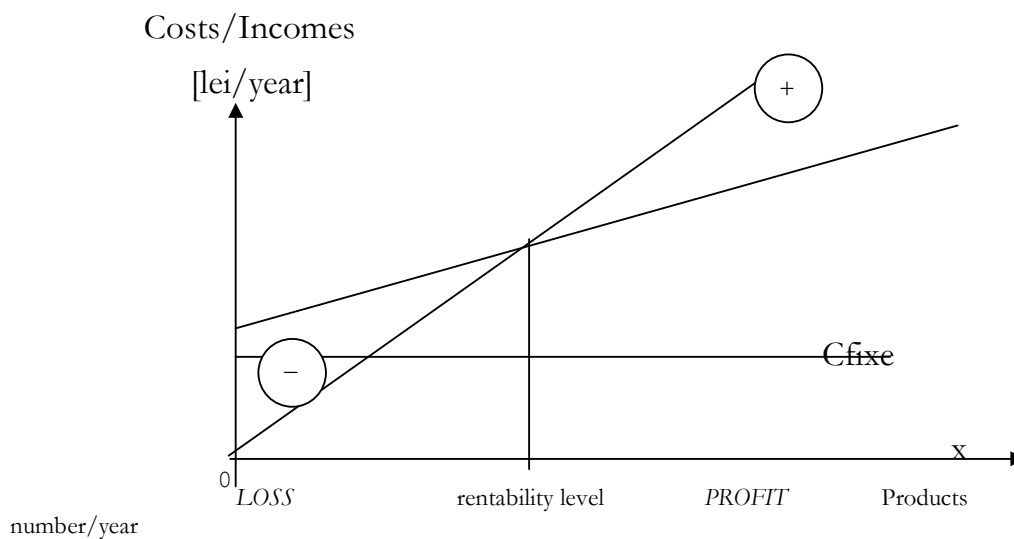 Costs/Incomes
[lei/year]
+
−
Cfixe
x
0
LOSS rentability level PROFIT Products
number/year